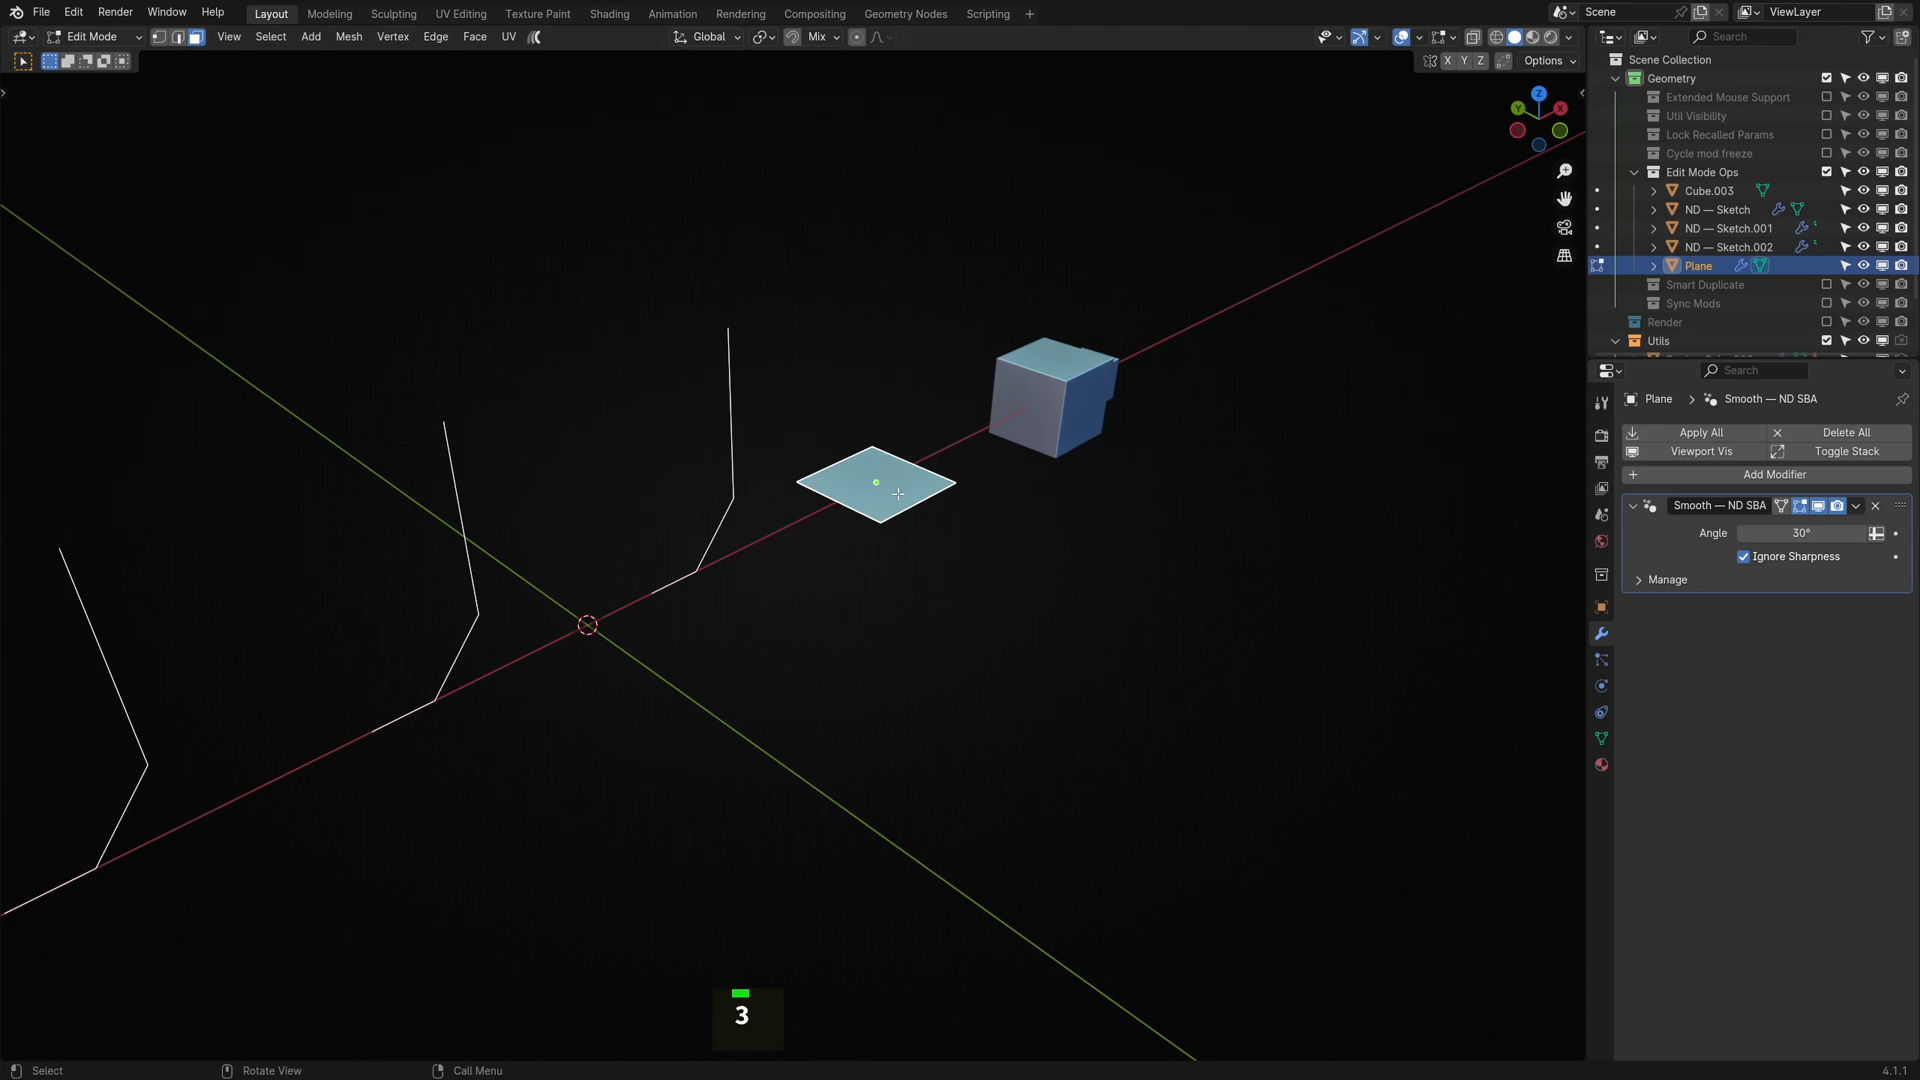 File Edit Render Window Help Layout Modeling Sculpting UV Editing Texture Paint Shading Animation Rendering Compositing Geometry Nodes Scripting + Scene ViewLayer
Edit Mode View Select Add Mesh Vertex Edge Face UV Global Mix Search
X Y Z Options
Scene Collection
Geometry
Extended Mouse Support
Util Visibility
Lock Recalled Params
Cycle mod freeze
Edit Mode Ops
Cube.003
ND — Sketch
ND — Sketch.001
ND — Sketch.002
Plane
Smart Duplicate
Sync Mods
Render
Utils
Z
Y X
Search
Plane > Smooth — ND SBA
Apply All Delete All
Viewport Vis Toggle Stack
Add Modifier
Smooth — ND SBA
Angle 30°
Ignore Sharpness
Manage
3
Select Rotate View Call Menu 4.1.1